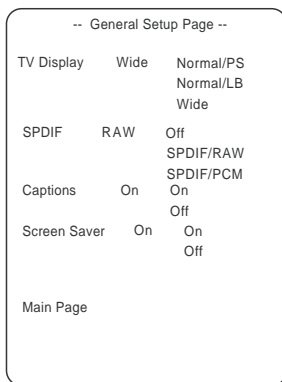 -- General Setup Page --
TV Display Wide Normal/PS
Normal/LB
Wide
SPDIF RAW Off
SPDIF/RAW
SPDIF/PCM
Captions On On
Off
Screen Saver On On
Off
Main Page